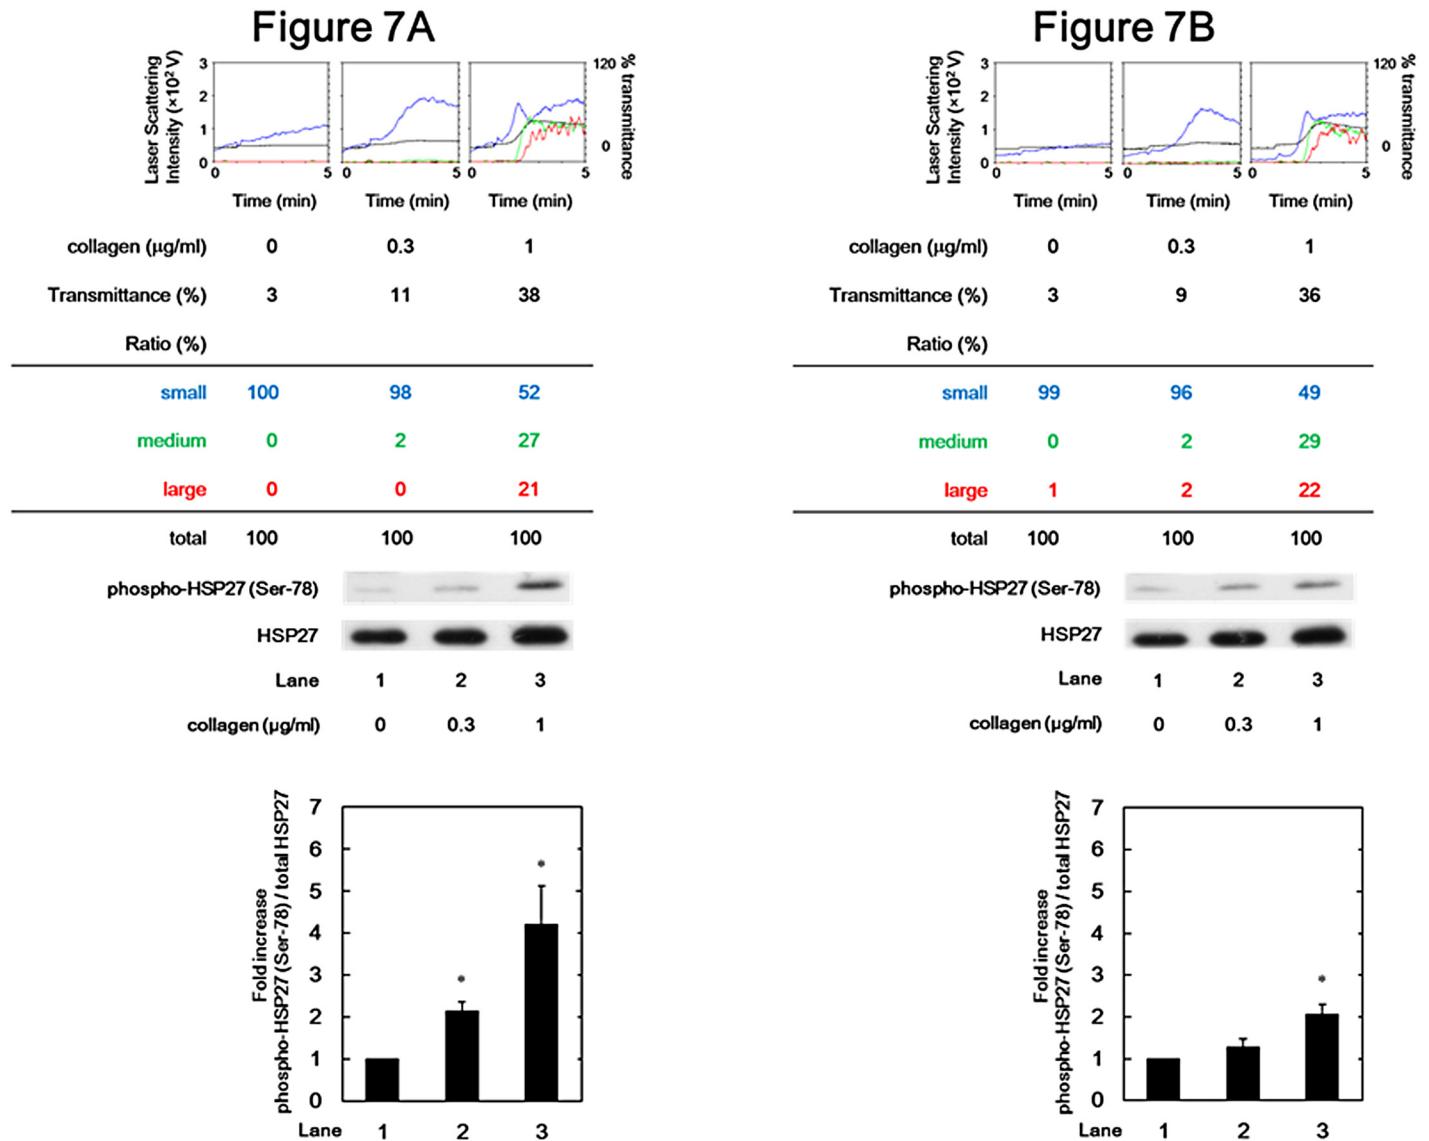 Figure 7A
Laser Scattering
Intensity (×10² V)
3
2
1
0
120
0
% transmittance
0 5 0 5 0 5
Time (min) Time (min) Time (min)
collagen (μg/ml) 0 0.3 1
Transmittance (%) 3 11 38
Ratio (%)
small 100 98 52
medium 0 2 27
large 0 0 21
total 100 100 100
phospho-HSP27 (Ser-78)
HSP27
Lane 1 2 3
collagen (μg/ml) 0 0.3 1
Fold increase
phospho-HSP27 (Ser-78) / total HSP27
7
6
*
5
4
3
*
2
1
0
Lane 1 2 3
Figure 7B
Laser Scattering
Intensity (×10² V)
3
2
1
0
120
0
% transmittance
0 5 0 5 0 5
Time (min) Time (min) Time (min)
collagen (μg/ml) 0 0.3 1
Transmittance (%) 3 9 36
Ratio (%)
small 99 96 49
medium 0 2 29
large 1 2 22
total 100 100 100
phospho-HSP27 (Ser-78)
HSP27
Lane 1 2 3
collagen (μg/ml) 0 0.3 1
Fold increase
phospho-HSP27 (Ser-78) / total HSP27
7
6
5
4
3
*
2
1
0
Lane 1 2 3